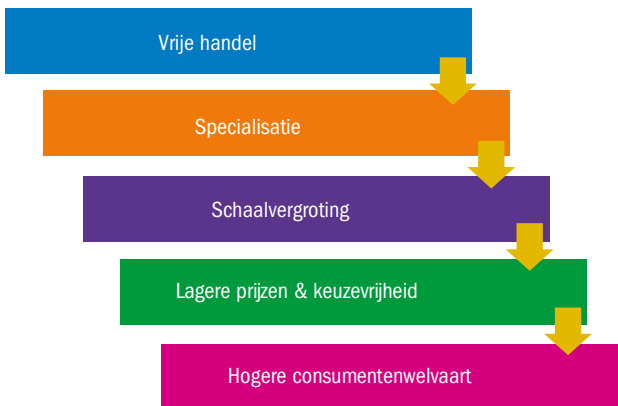 Vrije handel
Specialisatie
Schaalvergroting
Lagere prijzen & keuzevrijheid
Hogere consumentenwelvaart